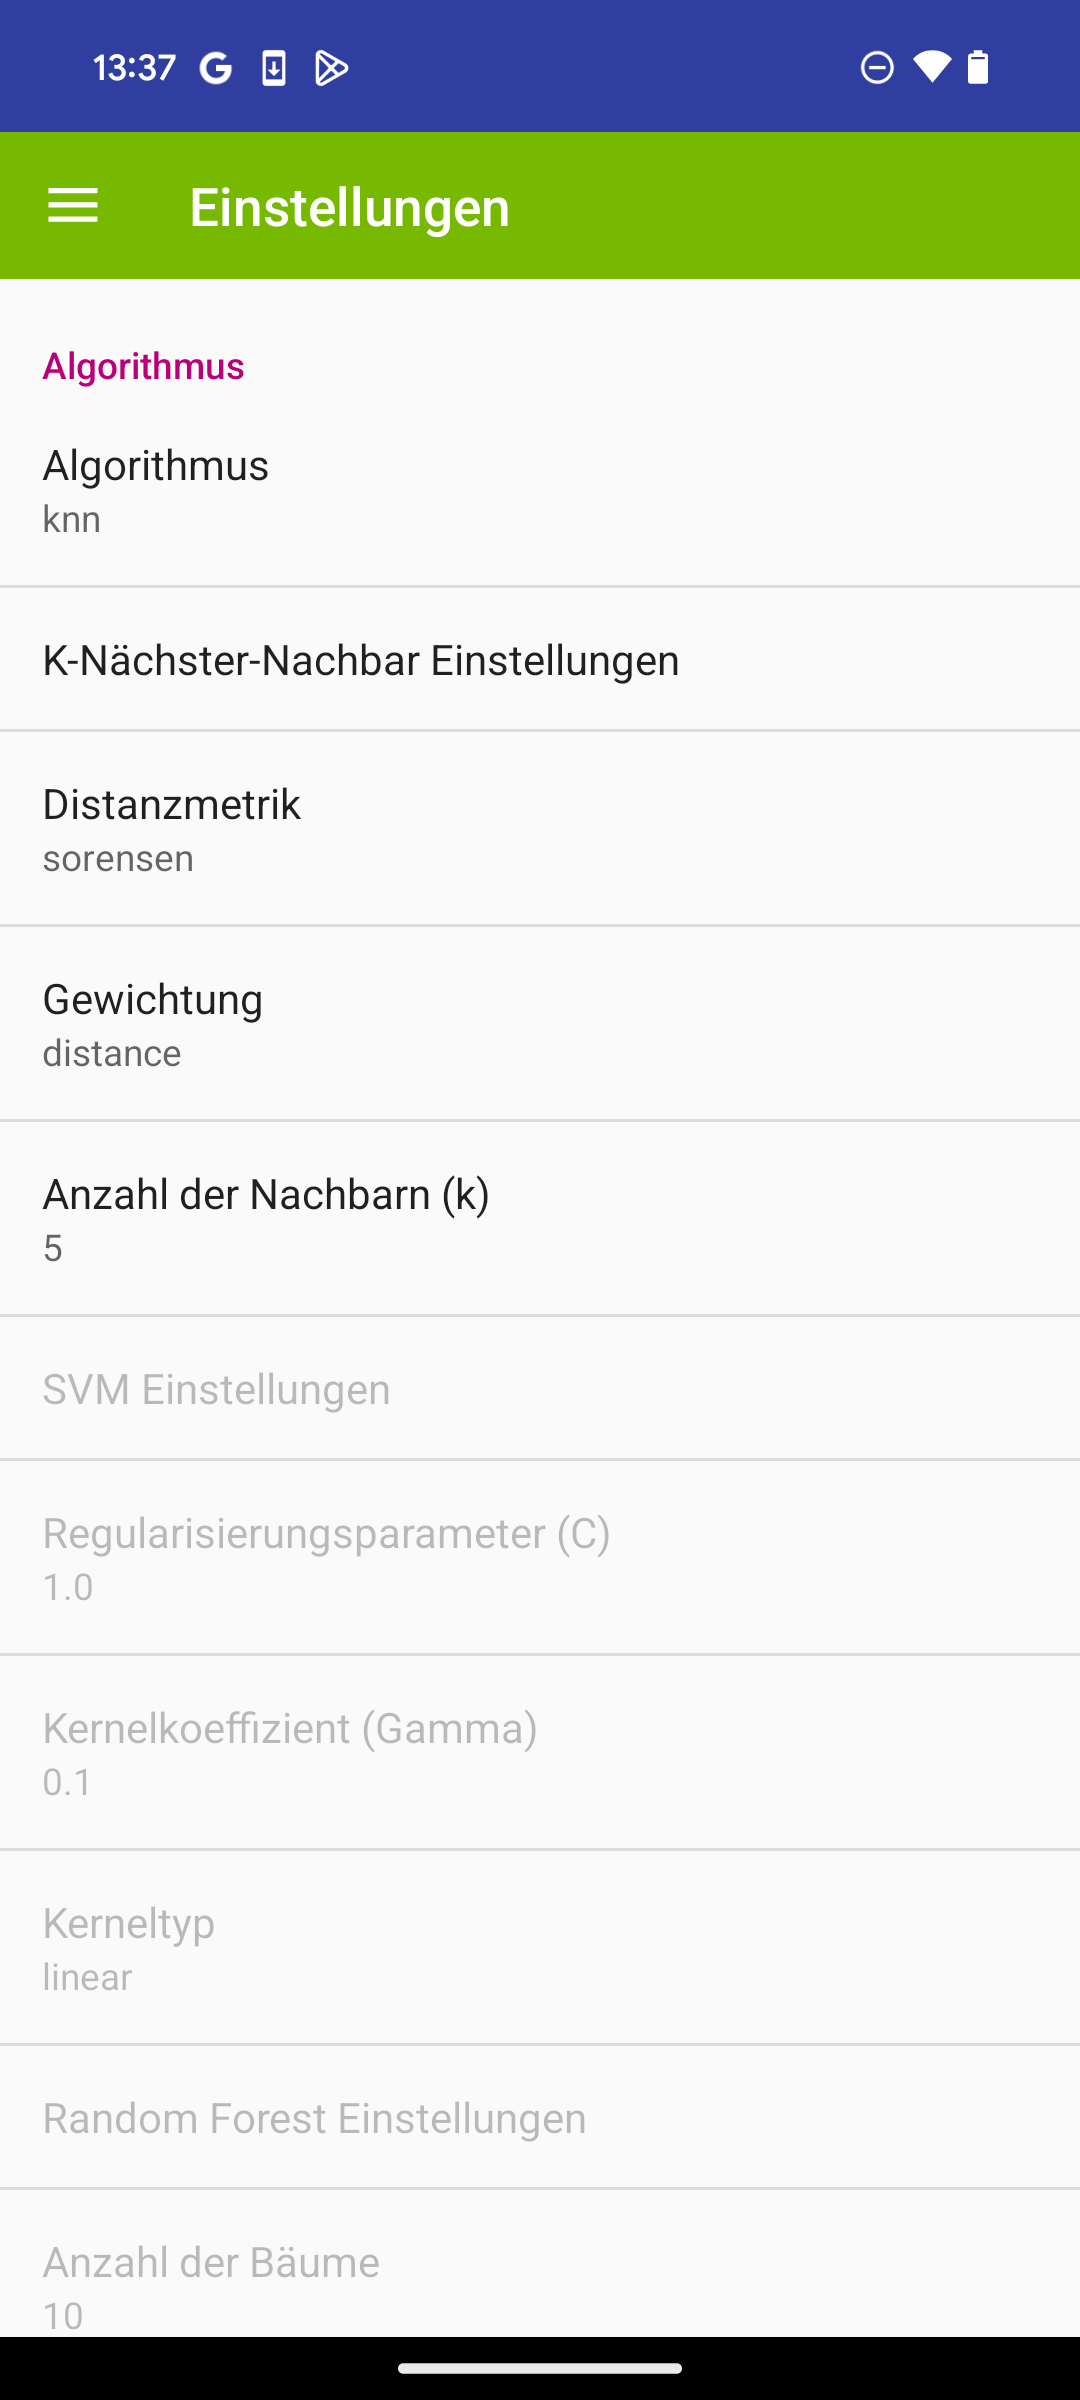 13:37
Einstellungen
Algorithmus
Algorithmus
knn
K-Nächster-Nachbar Einstellungen
Distanzmetrik
sorensen
Gewichtung
distance
Anzahl der Nachbarn (k)
5
SVM Einstellungen
Regularisierungsparameter (C)
1.0
Kernelkoeffizient (Gamma)
0.1
Kerneltyp
linear
Random Forest Einstellungen
Anzahl der Bäume
10